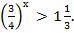 (3/4)^x > 1 1/3.